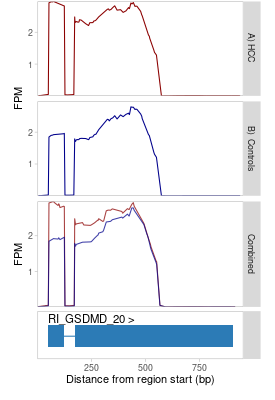 2
1
A) HCC
FPM
2
1
B) Controls
2
1
FPM
Combined
RI_GSDMD_20 >
250 500 750
Distance from region start (bp)